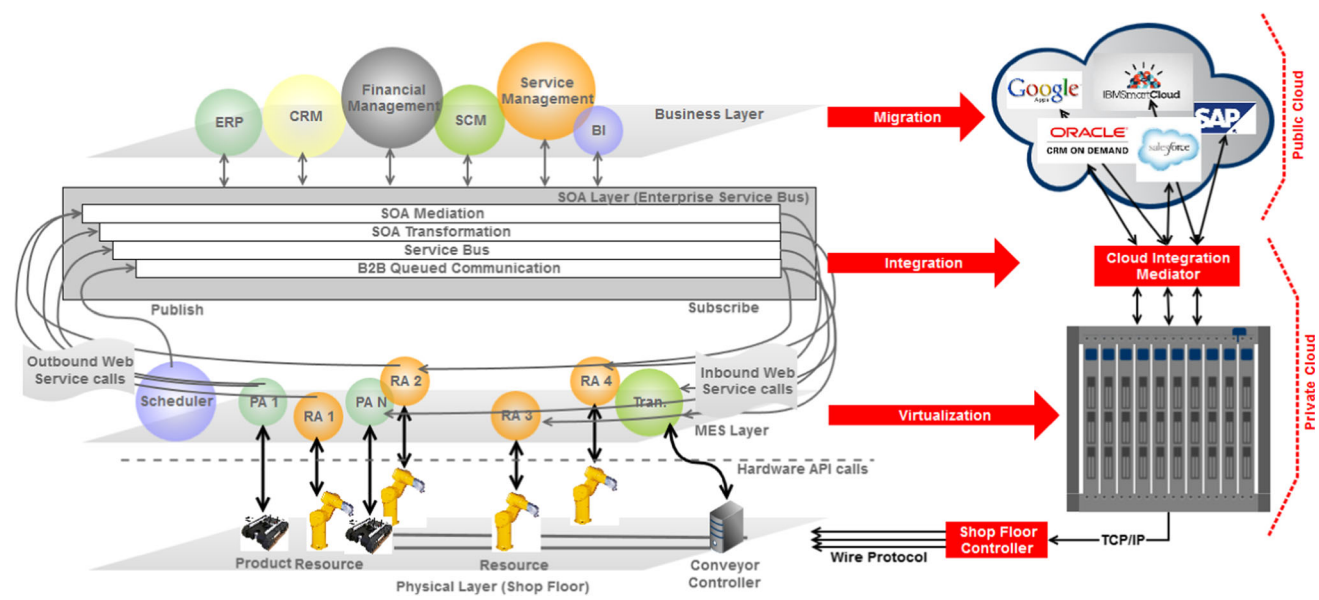 ERP
CRM
Financial
Management
SCM
Service
Management
BI
Business Layer
Migration
Google
Apps
IBMSmartCloud
ORACLE
CRM ON DEMAND
salesforce
SAP
Public Cloud
SOA Layer (Enterprise Service Bus)
SOA Mediation
SOA Transformation
Service Bus
B2B Queued Communication
Publish
Subscribe
Integration
Cloud Integration
Mediator
Outbound Web
Service calls
Scheduler
PA 1
RA 1
PA N
RA 2
RA 3
RA 4
Tran.
Inbound Web
Service calls
MES Layer
Virtualization
Private Cloud
Hardware API calls
Product
Resource
Resource
Conveyor
Controller
Physical Layer (Shop Floor)
Wire Protocol
Shop Floor
Controller
TCP/IP